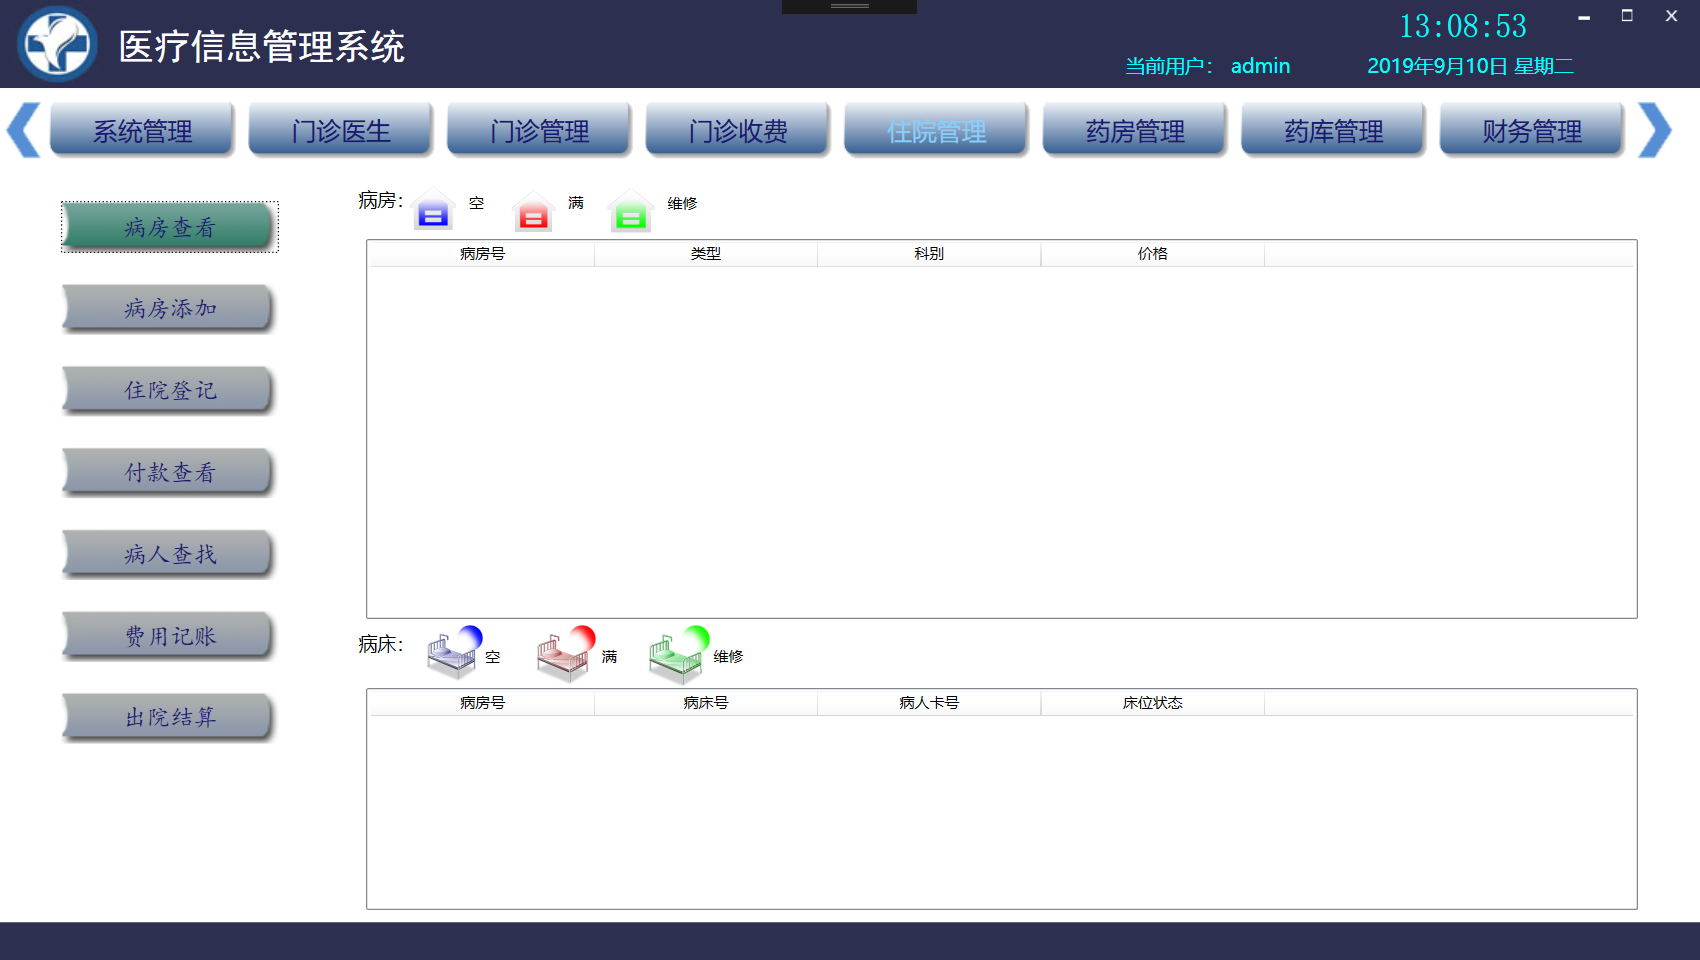 医疗信息管理系统
13:08:53
当前用户： admin
2019年9月10日 星期二
系统管理 门诊医生 门诊管理 门诊收费 住院管理 药房管理 药库管理 财务管理
病房查看
病房添加
住院登记
付款查看
病人查找
费用记账
出院结算
病房： 空 满 维修
病房号 类型 科别 价格
病床： 空 满 维修
病房号 病床号 病人卡号 床位状态